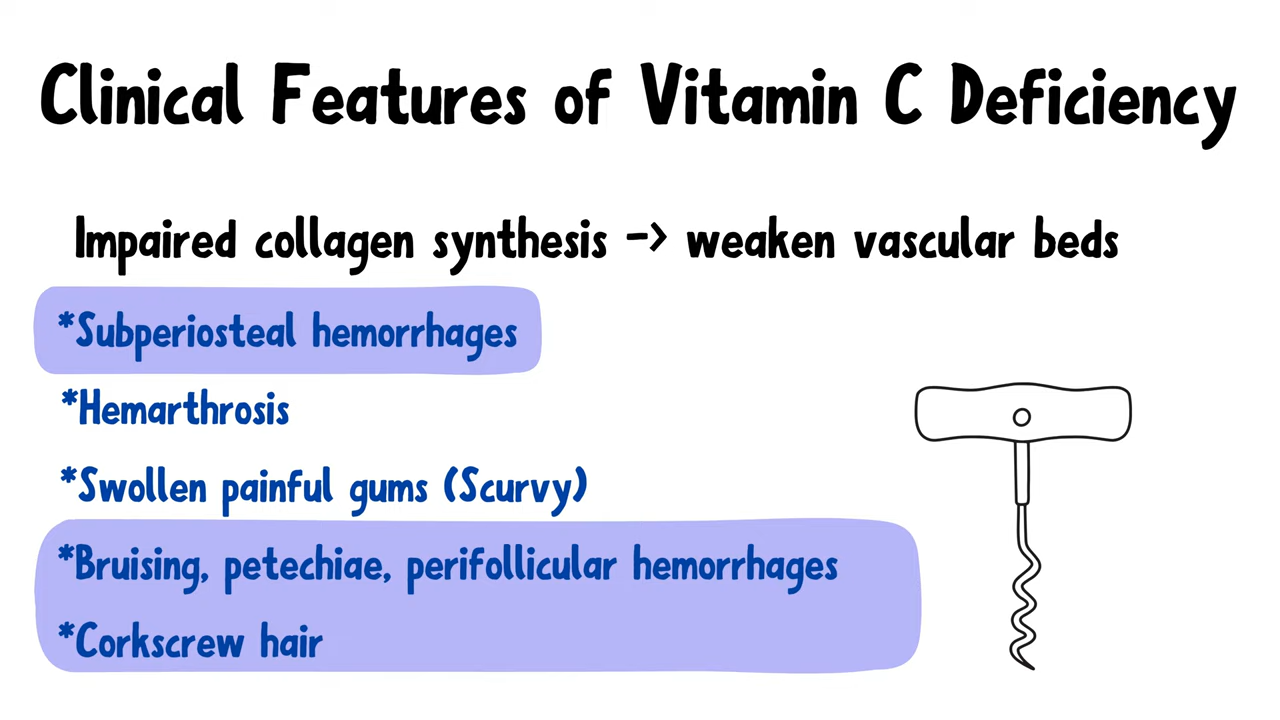 Clinical Features of Vitamin C Deficiency
Impaired collagen synthesis -> weaken vascular beds
*Subperiosteal hemorrhages
*Hemarthrosis
*Swollen painful gums (Scurvy)
*Bruising, petechiae, perifollicular hemorrhages
*Corkscrew hair